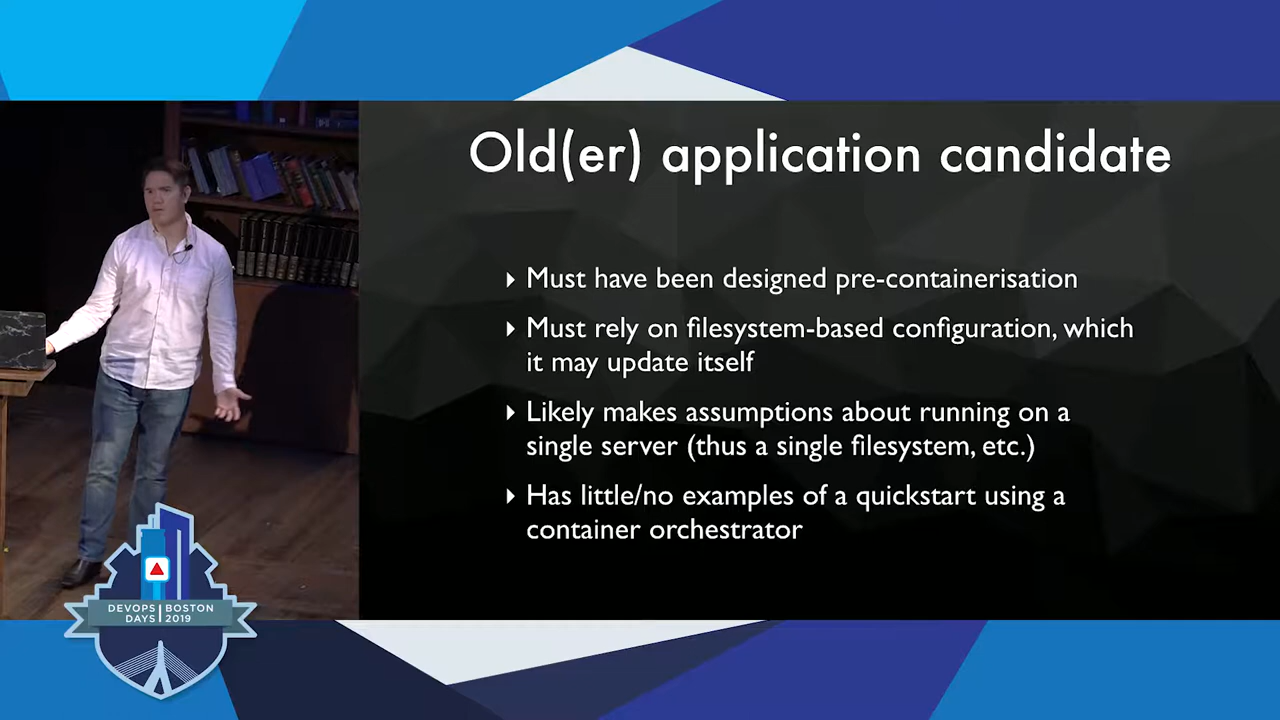 Old(er) application candidate
Must have been designed pre-containerisation
Must rely on filesystem-based configuration, which
it may update itself
Likely makes assumptions about running on a
single server (thus a single filesystem, etc.)
Has little/no examples of a quickstart using a
container orchestrator
DEVOPS BOSTON
DAYS 2019